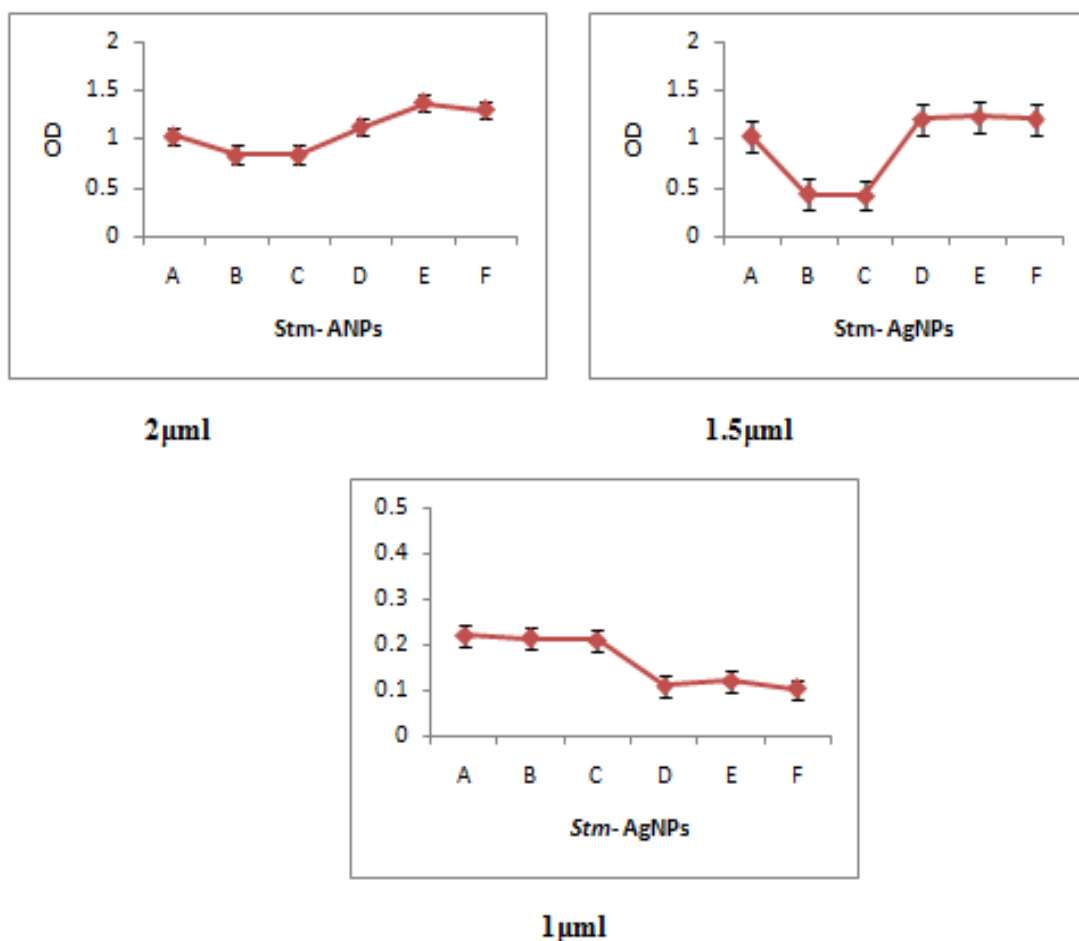 2
1.5
1
0.5
0
OD
A B C D E F
Stm- ANPs
2μml
2
1.5
1
0.5
0
OD
A B C D E F
Stm- AgNPs
1.5μml
0.5
0.4
0.3
0.2
0.1
0
A B C D E F
Stm- AgNPs
1μml